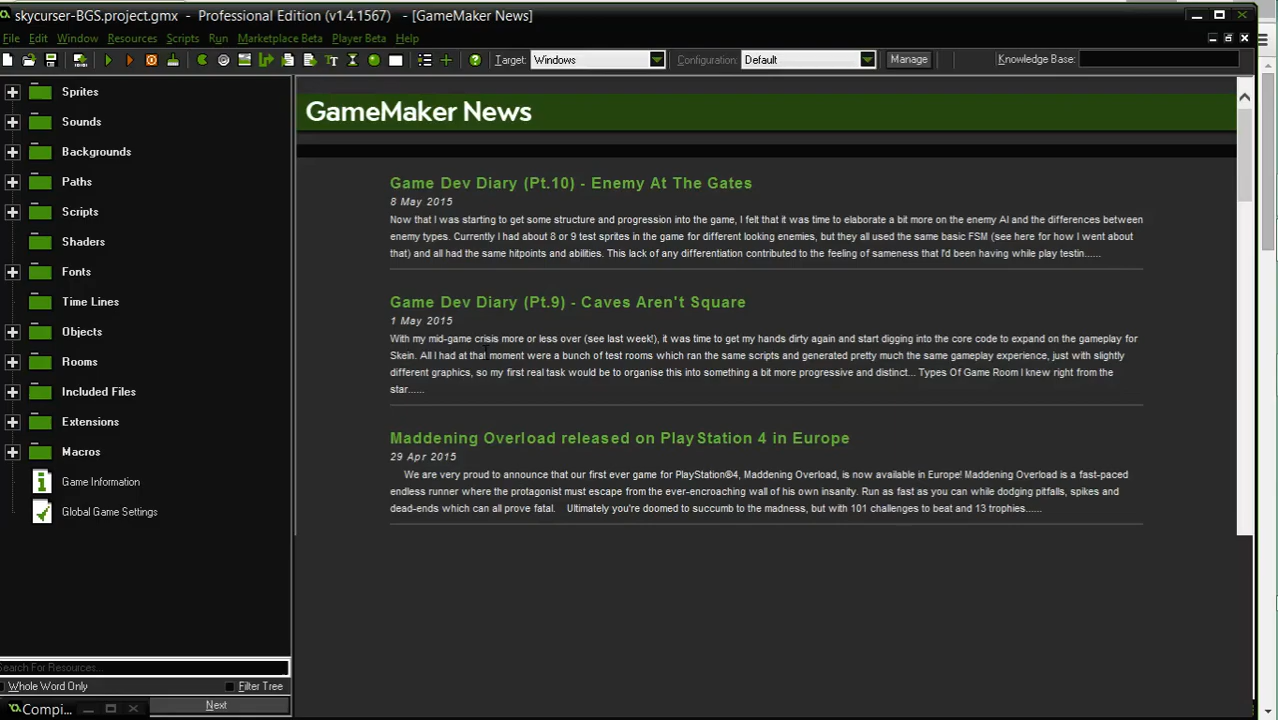 skycurser-BGS.project.gmx - Professional Edition (v1.4.1567) - [GameMaker News]
File Edit Window Resources Scripts Run Marketplace Beta Player Beta Help
Target: Windows Configuration: Default Manage Knowledge Base:
Sprites
Sounds
Backgrounds
Paths
Scripts
Shaders
Fonts
Time Lines
Objects
Rooms
Included Files
Extensions
Macros
Game Information
Global Game Settings
Search For Resources...
Whole Word Only Filter Tree
Compi... Next
GameMaker News
Game Dev Diary (Pt.10) - Enemy At The Gates
8 May 2015
Now that I was starting to get some structure and progression into the game, I felt that it was time to elaborate a bit more on the enemy AI and the differences between
enemy types. Currently I had about 8 or 9 test sprites in the game for different looking enemies, but they all used the same basic FSM (see here for how I went about
that) and all had the same hitpoints and abilities. This lack of any differentiation contributed to the feeling of sameness that I'd been having while play testin......
Game Dev Diary (Pt.9) - Caves Aren't Square
1 May 2015
With my mid-game crisis more or less over (see last week!), it was time to get my hands dirty again and start digging into the core code to expand on the gameplay for
Skein. All I had at that moment were a bunch of test rooms which ran the same scripts and generated pretty much the same gameplay experience, just with slightly
different graphics, so my first real task would be to organise this into something a bit more progressive and distinct... Types Of Game Room I knew right from the
star......
Maddening Overload released on PlayStation 4 in Europe
29 Apr 2015
We are very proud to announce that our first ever game for PlayStation®4, Maddening Overload, is now available in Europe! Maddening Overload is a fast-paced
endless runner where the protagonist must escape from the ever-encroaching wall of his own insanity. Run as fast as you can while dodging pitfalls, spikes and
dead-ends which can all prove fatal. Ultimately you're doomed to succumb to the madness, but with 101 challenges to beat and 13 trophies......